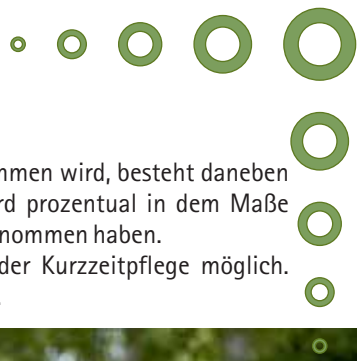 mmen wird, besteht daneben
rd prozentual in dem Maße
nommen haben.
der Kurzzeitpflege möglich.